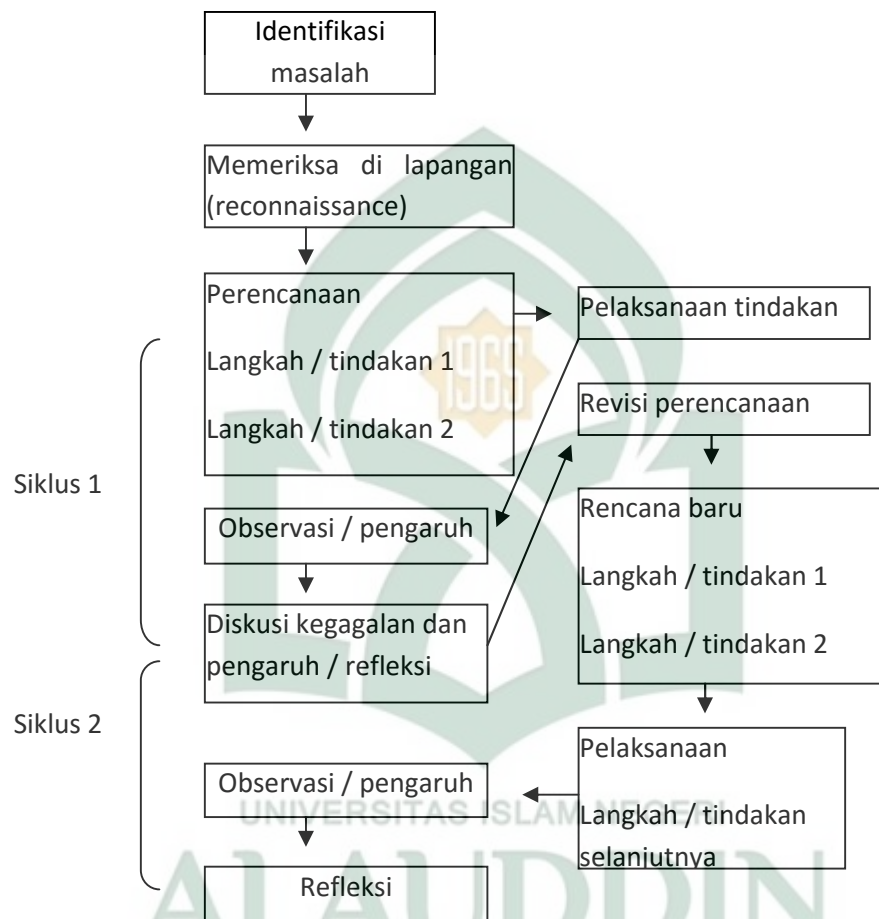 Identifikasi
masalah
Memeriksa di lapangan
(reconnaissance)
Perencanaan
Langkah / tindakan 1
Langkah / tindakan 2
Pelaksanaan tindakan
Revisi perencanaan
Siklus 1
Observasi / pengaruh
Rencana baru
Langkah / tindakan 1
Langkah / tindakan 2
Diskusi kegagalan dan
pengaruh / refleksi
Siklus 2
Pelaksanaan
Langkah / tindakan
selanjutnya
Observasi / pengaruh
Refleksi
1965
UNIVERSITAS ISLAM NEGERI
ALAUDDIN